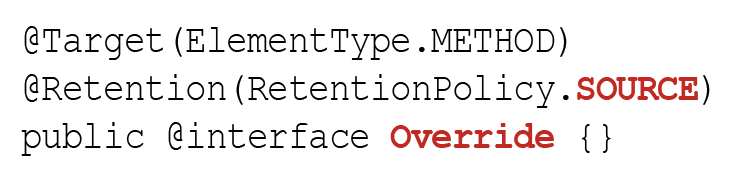 @Target(ElementType.METHOD)
@Retention(RetentionPolicy.SOURCE)
public @interface Override {}